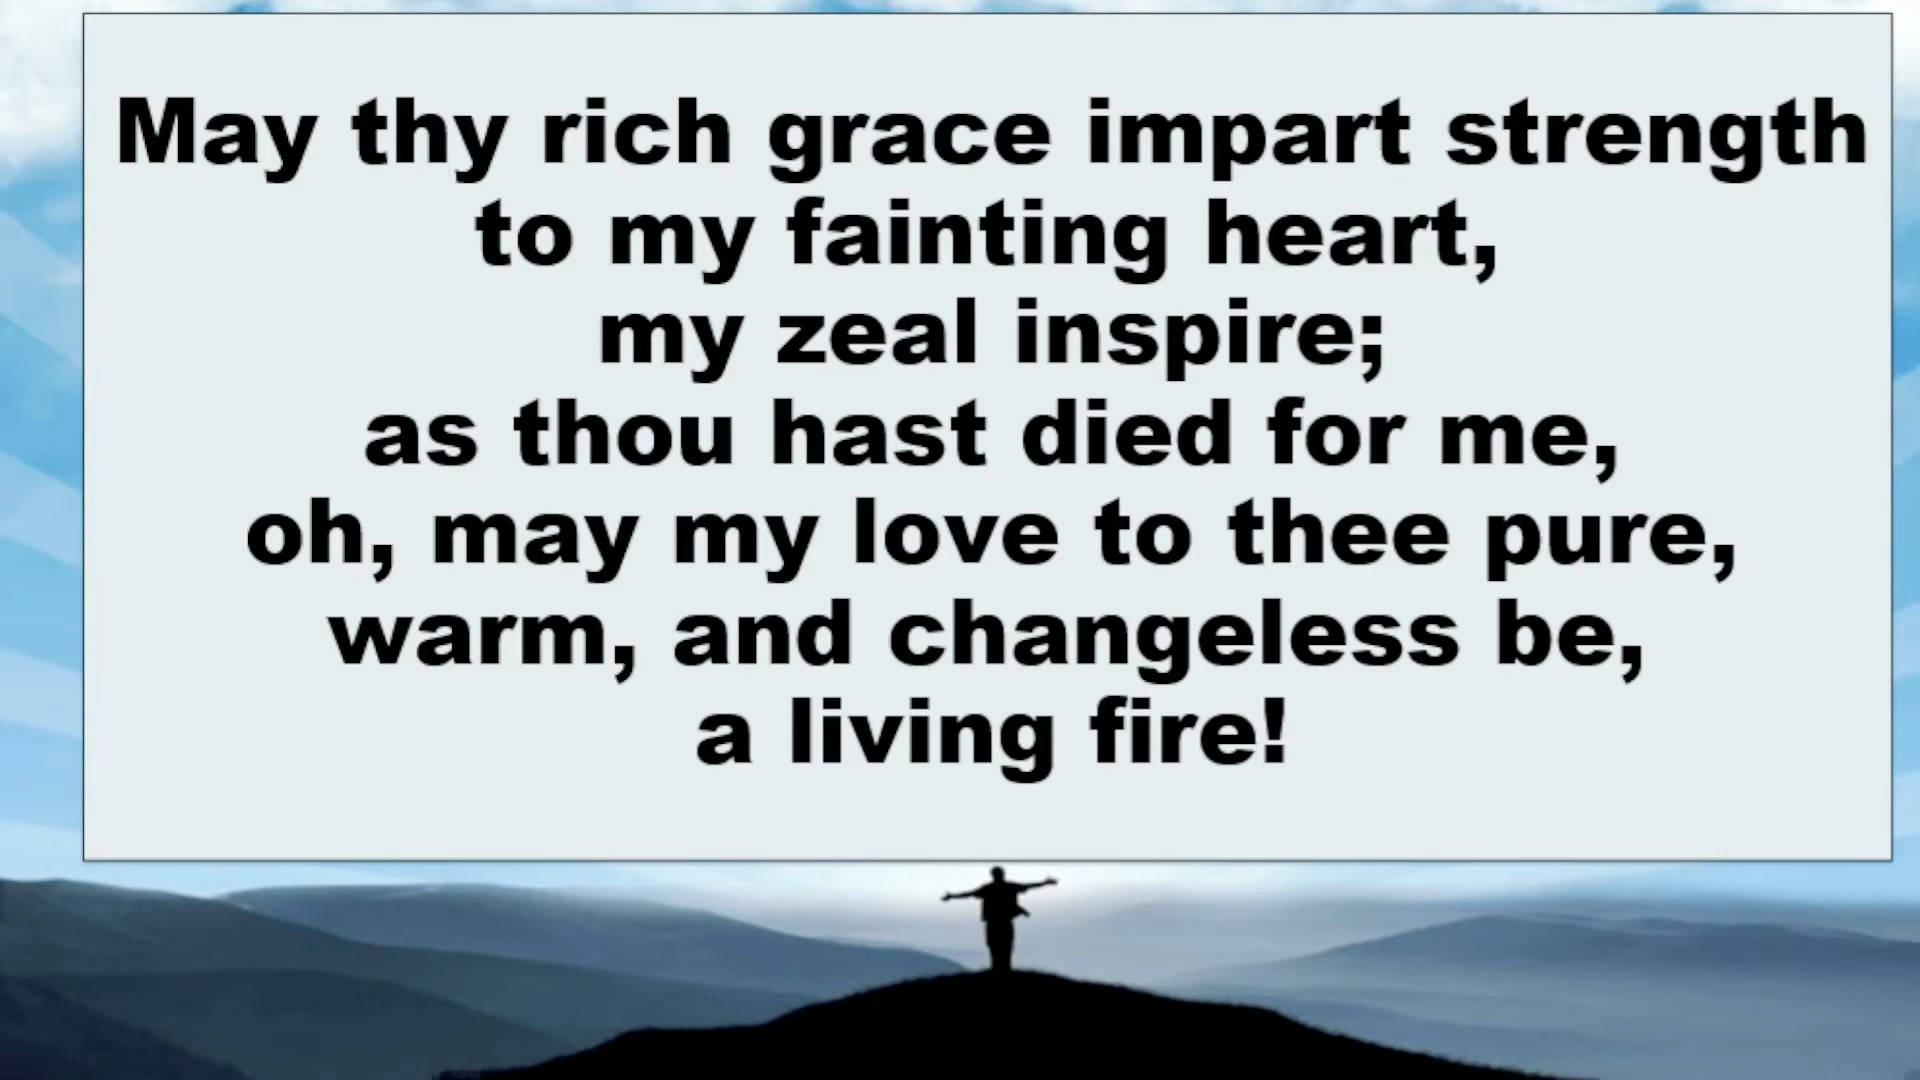 May thy rich grace impart strength
to my fainting heart,
my zeal inspire;
as thou hast died for me,
oh, may my love to thee pure,
warm, and changeless be,
a living fire!